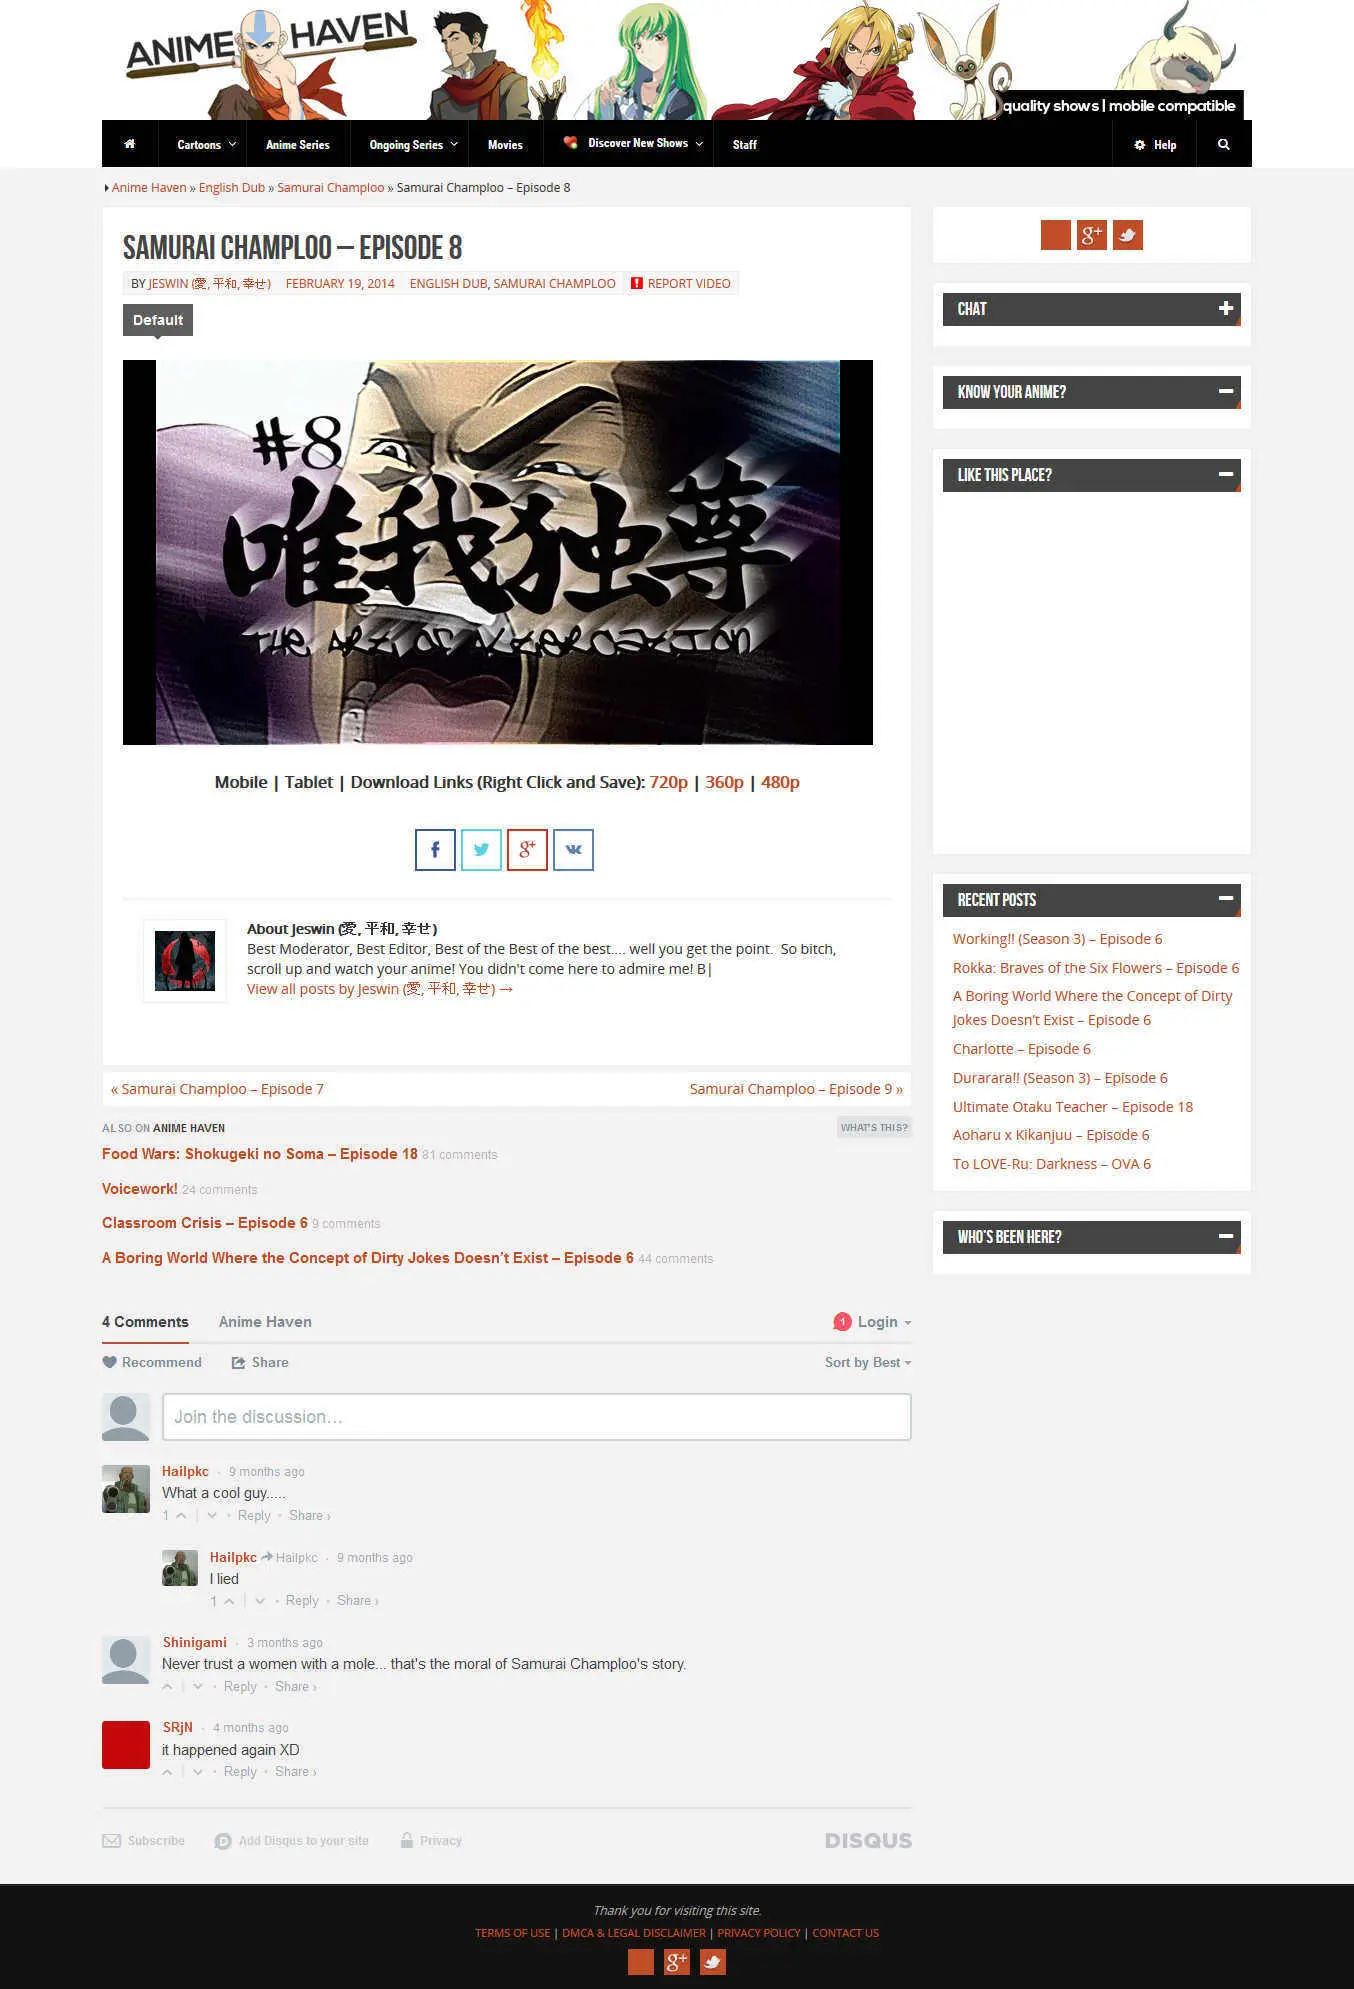 ANIME HAVEN
quality shows | mobile compatible
Cartoons
Anime Series
Ongoing Series
Movies
Discover New Shows
Staff
Help
Anime Haven » English Dub » Samurai Champloo » Samurai Champloo – Episode 8
SAMURAI CHAMPLOO – EPISODE 8
BY JESWIN (愛, 平和, 幸せ) FEBRUARY 19, 2014 ENGLISH DUB, SAMURAI CHAMPLOO REPORT VIDEO
Default
#8
唯我独尊
THE ART OF ALTERCATION
Mobile | Tablet | Download Links (Right Click and Save): 720p | 360p | 480p
About Jeswin (愛, 平和, 幸せ)
Best Moderator, Best Editor, Best of the Best of the best.... well you get the point. So bitch,
scroll up and watch your anime! You didn't come here to admire me! B|
View all posts by Jeswin (愛, 平和, 幸せ) →
« Samurai Champloo – Episode 7
Samurai Champloo – Episode 9 »
ALSO ON ANIME HAVEN
WHAT'S THIS?
Food Wars: Shokugeki no Soma – Episode 18 81 comments
Voicework! 24 comments
Classroom Crisis – Episode 6 9 comments
A Boring World Where the Concept of Dirty Jokes Doesn't Exist – Episode 6 44 comments
4 Comments
Anime Haven
1 Login
Recommend
Share
Sort by Best
Join the discussion...
Hailpkc · 9 months ago
What a cool guy.....
1 · Reply · Share ›
Hailpkc Hailpkc · 9 months ago
I lied
1 · Reply · Share ›
Shinigami · 3 months ago
Never trust a women with a mole... that's the moral of Samurai Champloo's story.
· Reply · Share ›
SRjN · 4 months ago
it happened again XD
· Reply · Share ›
Subscribe
D Add Disqus to your site
Privacy
DISQUS
g+
CHAT
KNOW YOUR ANIME?
LIKE THIS PLACE?
RECENT POSTS
Working!! (Season 3) – Episode 6
Rokka: Braves of the Six Flowers – Episode 6
A Boring World Where the Concept of Dirty
Jokes Doesn't Exist – Episode 6
Charlotte – Episode 6
Durarara!! (Season 3) – Episode 6
Ultimate Otaku Teacher – Episode 18
Aoharu x Kikanjuu – Episode 6
To LOVE-Ru: Darkness – OVA 6
WHO'S BEEN HERE?
Thank you for visiting this site.
TERMS OF USE | DMCA & LEGAL DISCLAIMER | PRIVACY POLICY | CONTACT US
g+